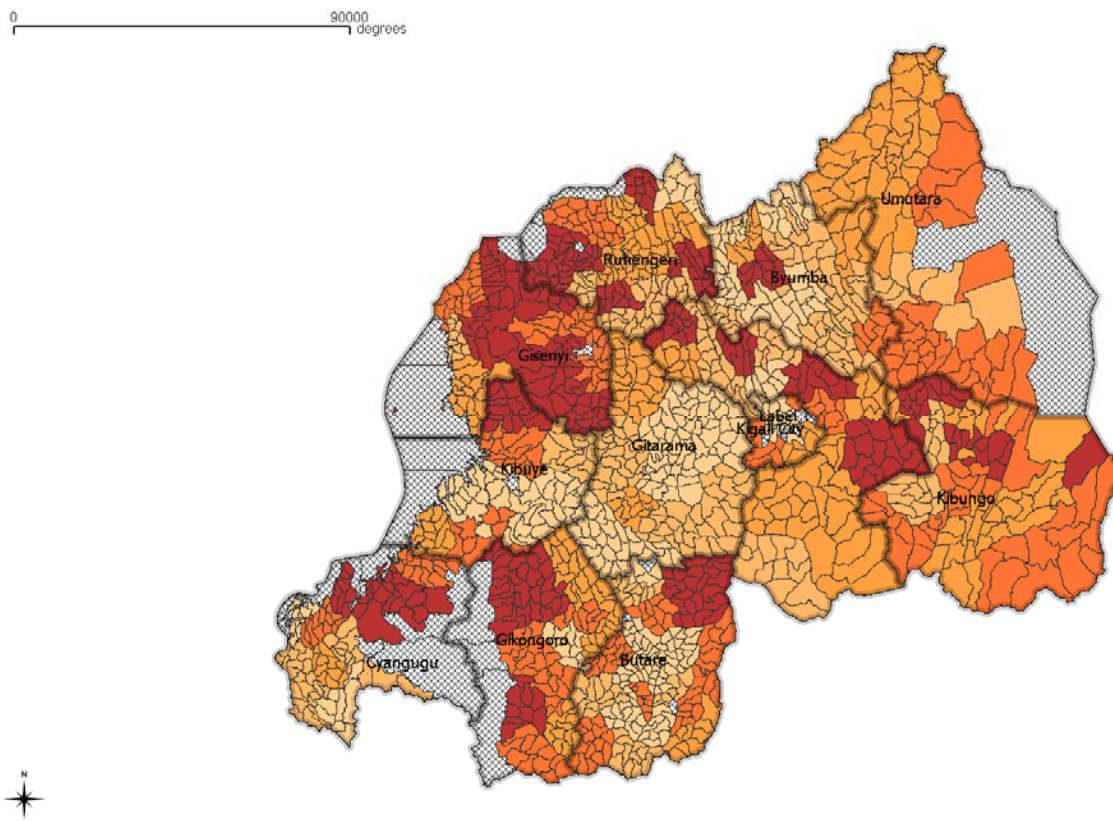 0 90000
degrees
Umutara
Ruhengeri
Byumba
Gisenyi
Label
Kigali City
Gitarama
Kibuye
Kibungo
Gikongoro
Butare
Cyangugu
N